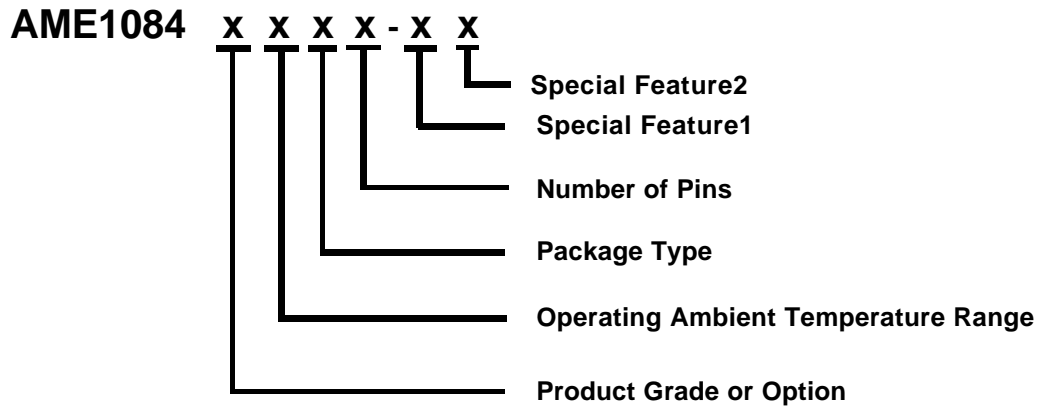 AME1084 x x x x - x x
Special Feature2
Special Feature1
Number of Pins
Package Type
Operating Ambient Temperature Range
Product Grade or Option